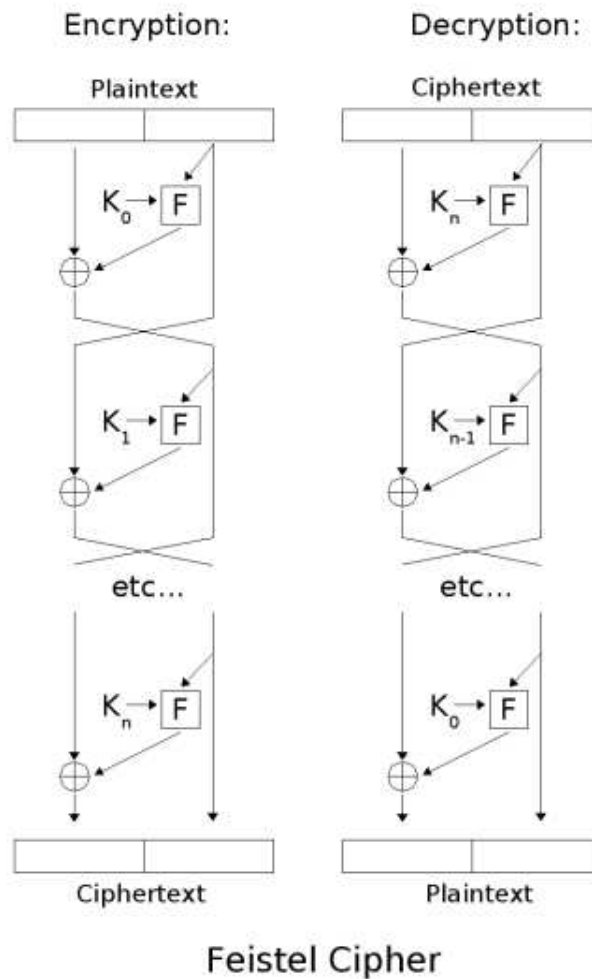 Encryption:
Plaintext
K0
F
K1
F
etc...
Kn
F
Ciphertext
Decryption:
Ciphertext
Kn
F
Kn-1
F
etc...
K0
F
Plaintext
Feistel Cipher